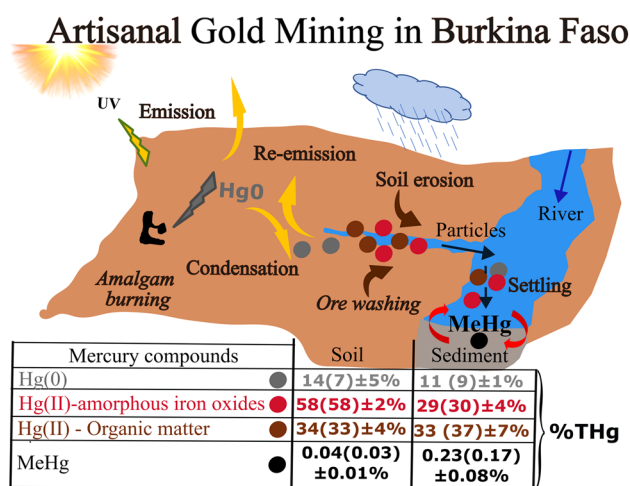 Artisanal Gold Mining in Burkina Faso
UV
Emission
Re-emission
Hg0
Soil erosion
River
Particles
Condensation
Amalgam
burning
Ore washing
Settling
MeHg
Mercury compounds
Soil
Sediment
Hg(0) 14(7)±5% 11 (9)±1%
Hg(II)-amorphous iron oxides 58(58)±2% 29(30)±4%
Hg(II) - Organic matter 34(33)±4% 33 (37)±7%
MeHg 0.04(0.03) 0.23(0.17)
±0.01% ±0.08%
%THg